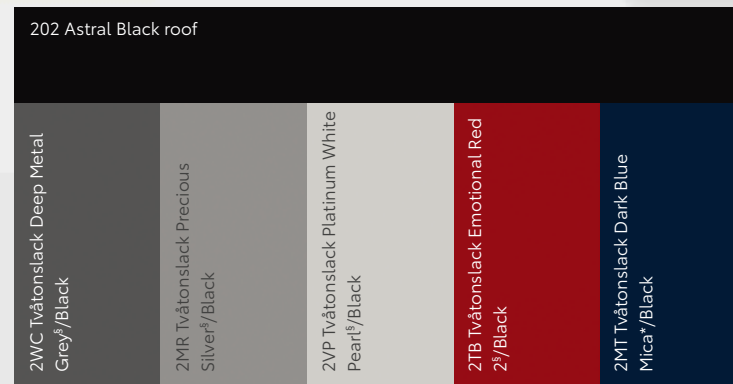 202 Astral Black roof
2WC Tvåtonslack Deep Metal
Grey§/Black
2MR Tvåtonslack Precious
Silver§/Black
2VP Tvåtonslack Platinum White
Pearl§/Black
2TB Tvåtonslack Emotional Red
2§/Black
2MT Tvåtonslack Dark Blue
Mica*/Black